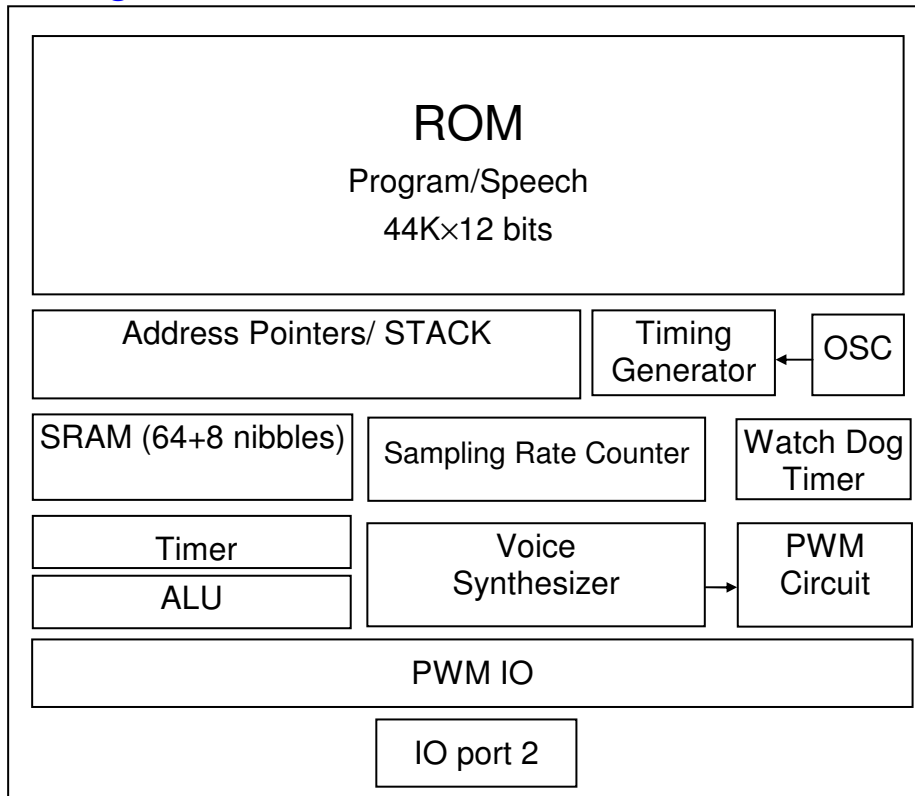 ROM
Program/Speech
44K×12 bits
Address Pointers/ STACK
Timing
Generator
OSC
SRAM (64+8 nibbles)
Sampling Rate Counter
Watch Dog
Timer
Timer
ALU
Voice
Synthesizer
PWM
Circuit
PWM IO
IO port 2